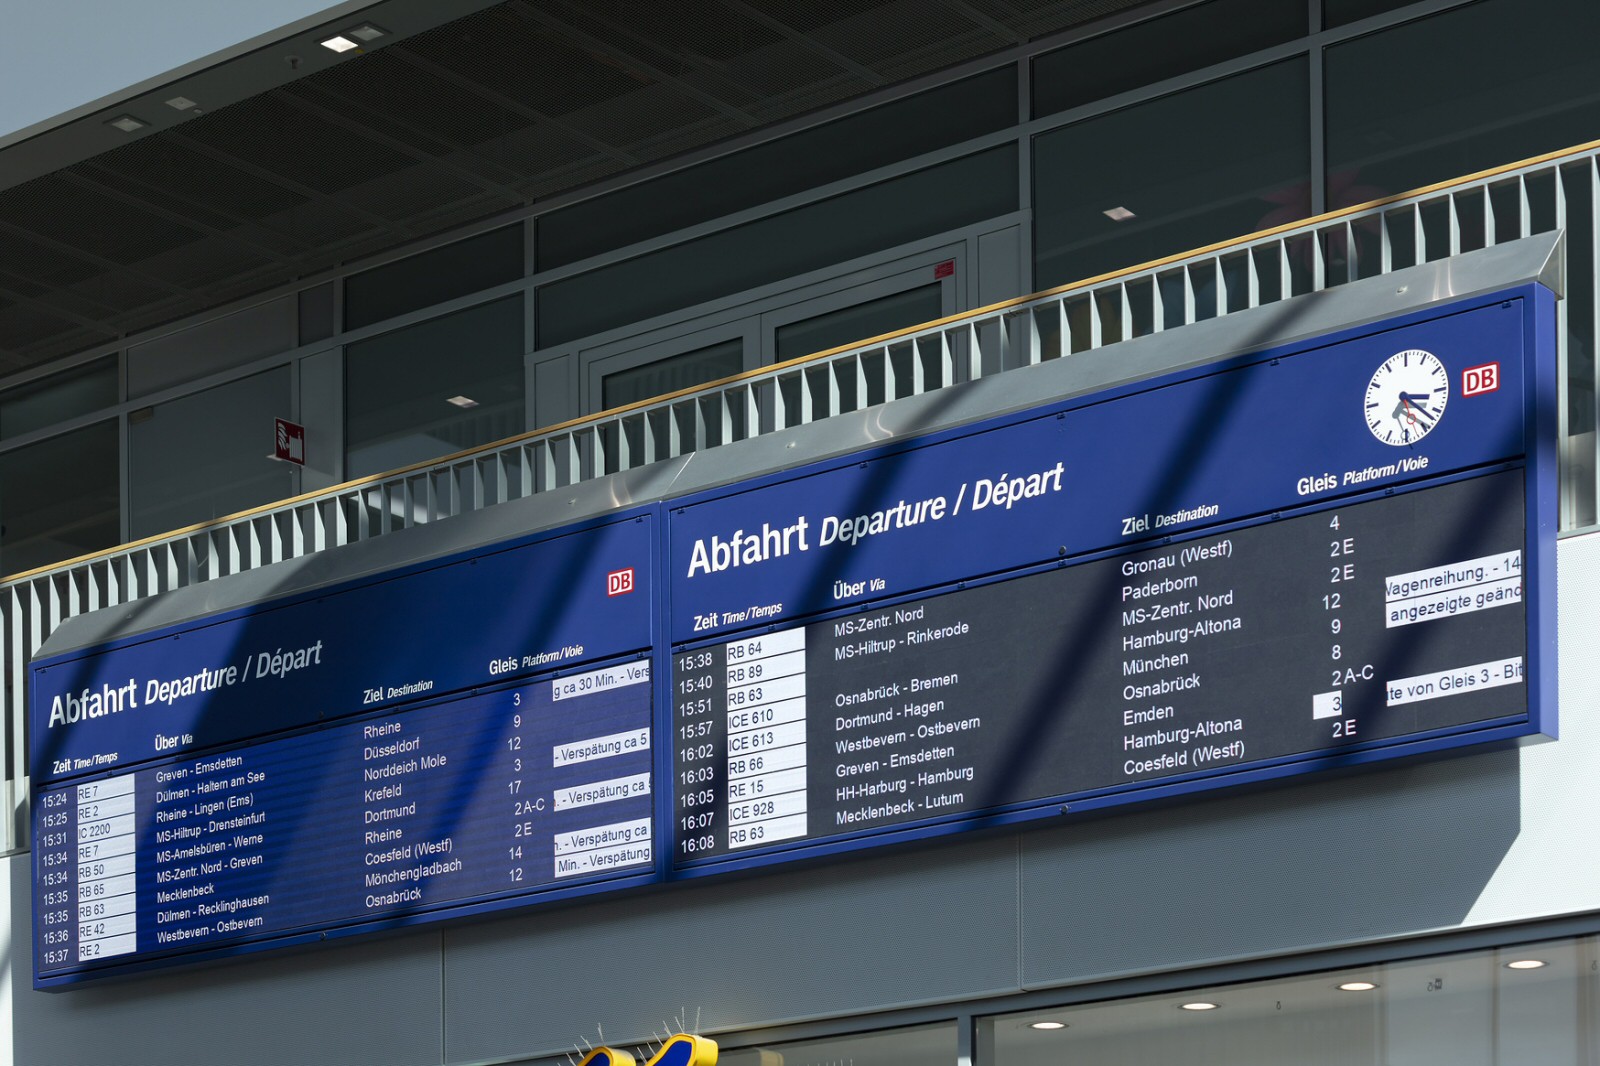 Abfahrt Departure / Départ
DB
Zeit Time/Temps Über Via Ziel Destination Gleis Platform/Voie
15:24 RE 7 Greven - Emsdetten Rheine 3 g ca 30 Min. - Vers
15:25 RE 2 Dülmen - Haltern am See Düsseldorf 9
15:31 IC 2200 Rheine - Lingen (Ems) Norddeich Mole 12 - Verspätung ca 5
15:34 RE 7 MS-Hiltrup - Drensteinfurt Krefeld 3
15:34 RB 50 MS-Amelsbüren - Werne Dortmund 17 . - Verspätung ca
15:35 RB 65 MS-Zentr. Nord - Greven Rheine 2 A-C
15:35 RB 63 Mecklenbeck Coesfeld (Westf) 2 E n. - Verspätung ca
15:36 RE 42 Dülmen - Recklinghausen Mönchengladbach 14 Min. - Verspätung
15:37 RE 2 Westbevern - Ostbevern Osnabrück 12
Abfahrt Departure / Départ
DB
Zeit Time/Temps Über Via Ziel Destination Gleis Platform/Voie
15:38 RB 64 MS-Zentr. Nord Gronau (Westf) 4
15:40 RB 89 MS-Hiltrup - Rinkerode Paderborn 2 E
15:51 RB 63 MS-Zentr. Nord 2 E Wagenreihung. - 14
15:57 ICE 610 Osnabrück - Bremen Hamburg-Altona 12 angezeigte geänd
16:02 ICE 613 Dortmund - Hagen München 9
16:03 RB 66 Westbevern - Ostbevern Osnabrück 8
16:05 RE 15 Greven - Emsdetten Emden 2 A-C
16:07 ICE 928 HH-Harburg - Hamburg Hamburg-Altona 3 te von Gleis 3 - Bit
16:08 RB 63 Mecklenbeck - Lutum Coesfeld (Westf) 2 E